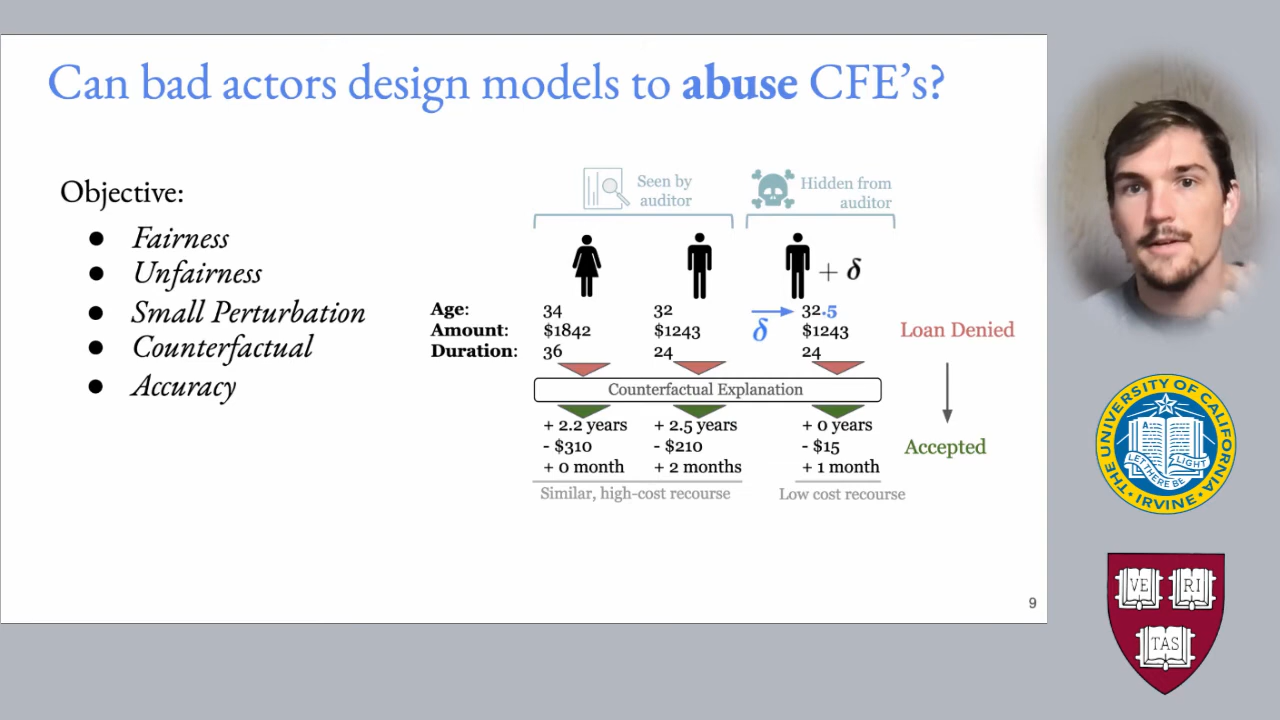 Can bad actors design models to abuse CFE's?
Objective:
● Fairness
● Unfairness
● Small Perturbation
● Counterfactual
● Accuracy
Seen by
auditor
Hidden from
auditor
+ δ
Age: 34 32 32.5
Amount: $1842 $1243 δ $1243
Duration: 36 24 24
Loan Denied
Counterfactual Explanation
+ 2.2 years + 2.5 years + 0 years
- $310 - $210 - $15
+ 0 month + 2 months + 1 month
Accepted
Similar, high-cost recourse
Low cost recourse
9
THE UNIVERSITY OF CALIFORNIA
LET THERE BE LIGHT
· IRVINE ·
VE RI
TAS